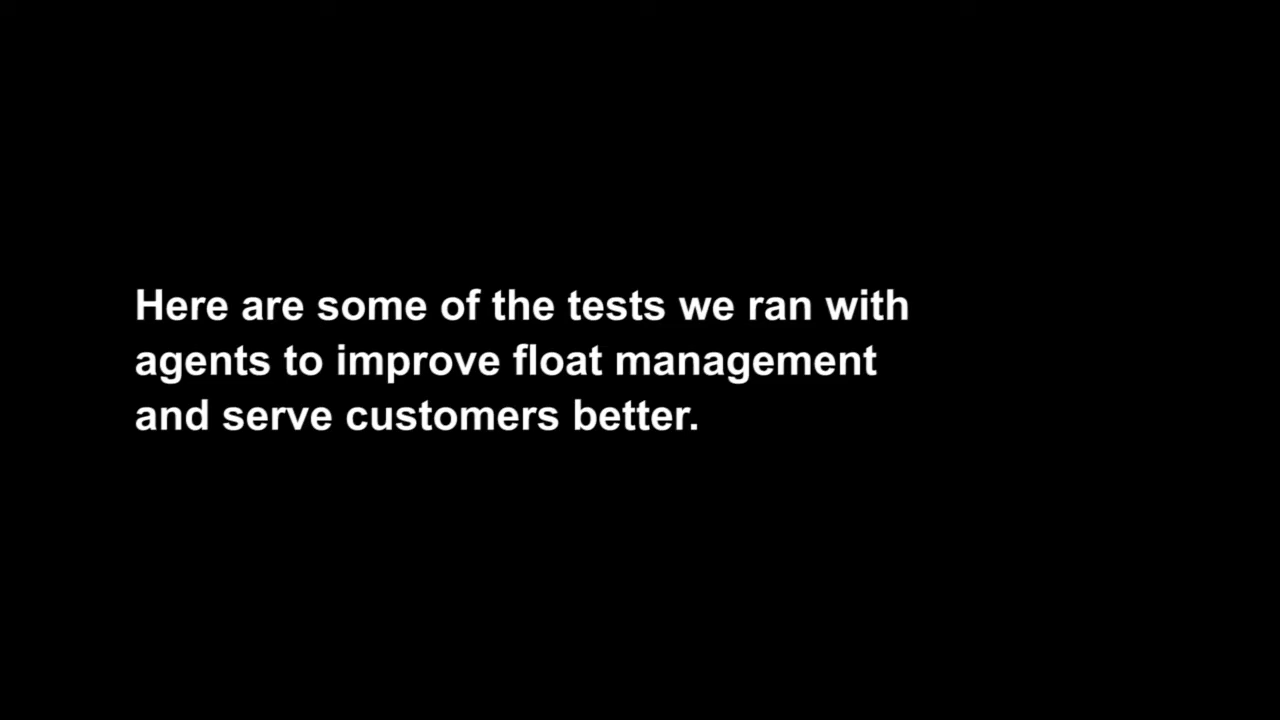 Here are some of the tests we ran with
agents to improve float management
and serve customers better.